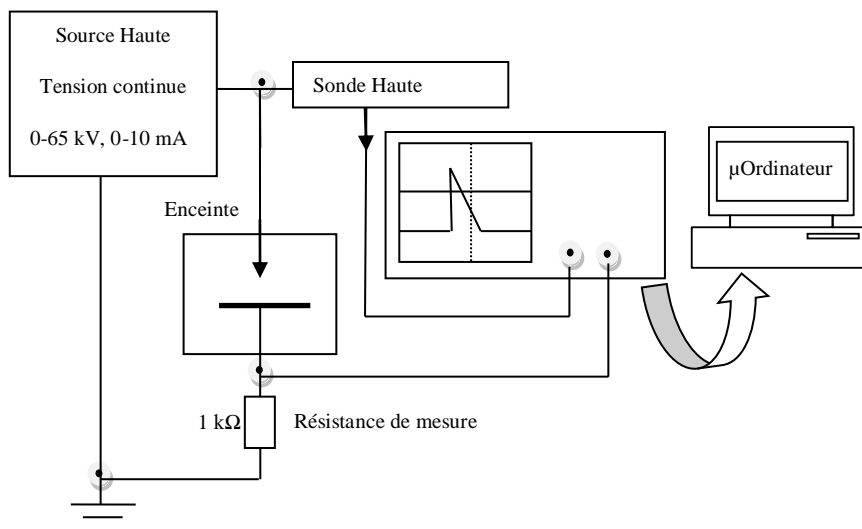 Source Haute
Tension continue
0-65 kV, 0-10 mA
Sonde Haute
µOrdinateur
Enceinte
1 kΩ
Résistance de mesure